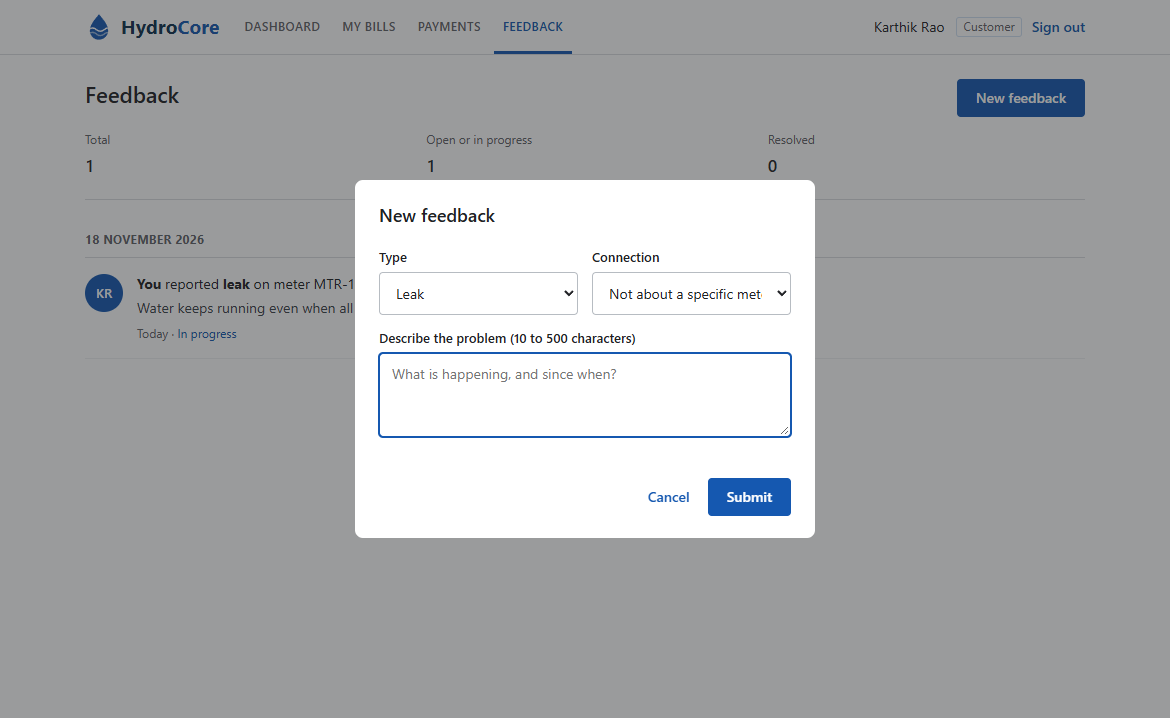 HydroCore DASHBOARD MY BILLS PAYMENTS FEEDBACK Karthik Rao Customer Sign out
Feedback New feedback
Total Open or in progress Resolved
1 1 0
New feedback
18 NOVEMBER 2026
Type Connection
KR You reported leak on meter MTR-1
Leak Not about a specific met
Water keeps running even when all
Today · In progress
Describe the problem (10 to 500 characters)
What is happening, and since when?
Cancel Submit